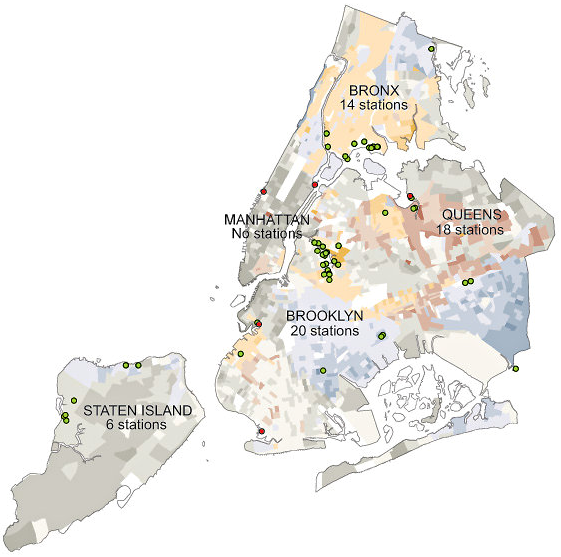 BRONX
14 stations
MANHATTAN
No stations
QUEENS
18 stations
BROOKLYN
20 stations
STATEN ISLAND
6 stations